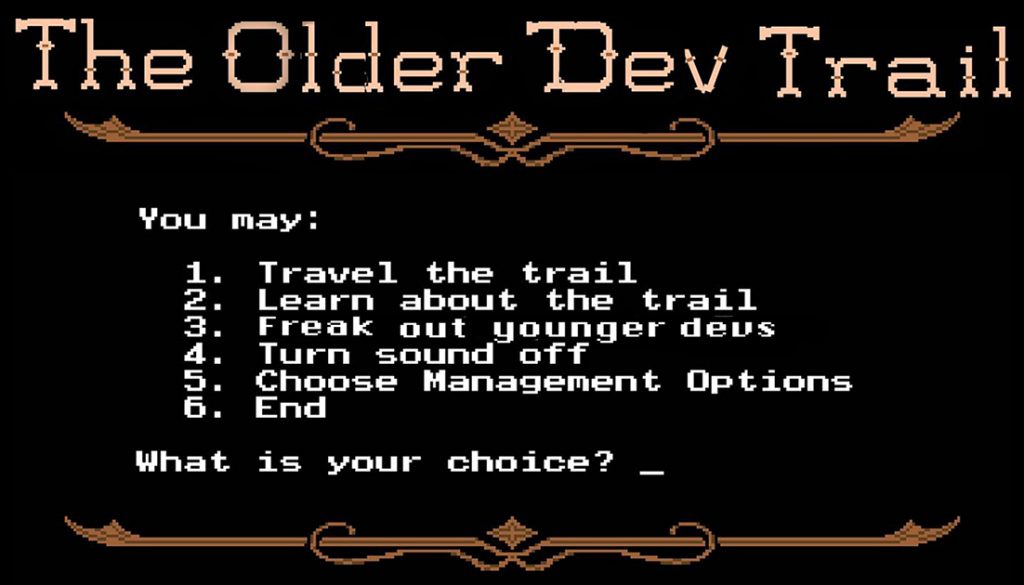 The Older Dev Trail
You may:
1. Travel the trail
2. Learn about the trail
3. Freak out younger devs
4. Turn sound off
5. Choose Management Options
6. End
What is your choice? _